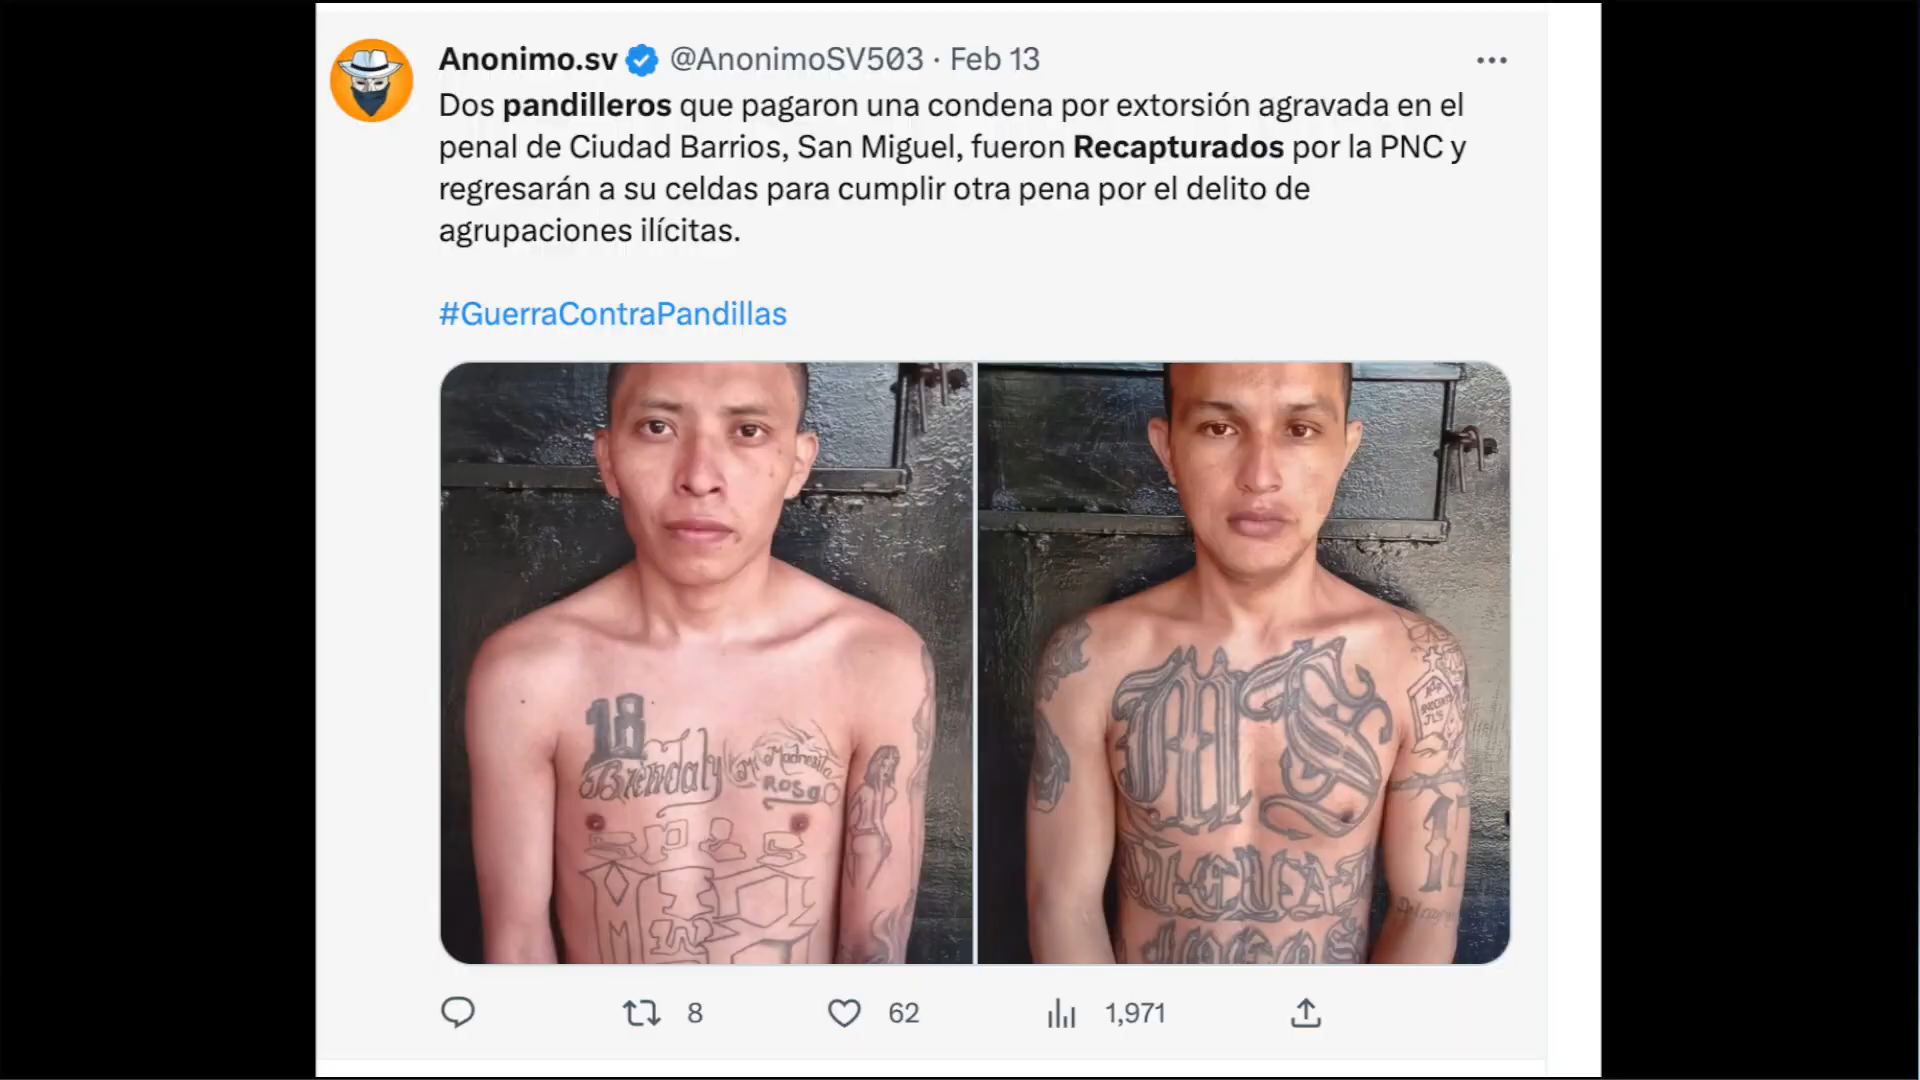 Anonimo.sv @AnonimoSV503 · Feb 13
Dos pandilleros que pagaron una condena por extorsión agravada en el
penal de Ciudad Barrios, San Miguel, fueron Recapturados por la PNC y
regresarán a su celdas para cumplir otra pena por el delito de
agrupaciones ilícitas.
#GuerraContraPandillas
18
Brendaly
Madrecita
ROSA
MS
8
62
1,971